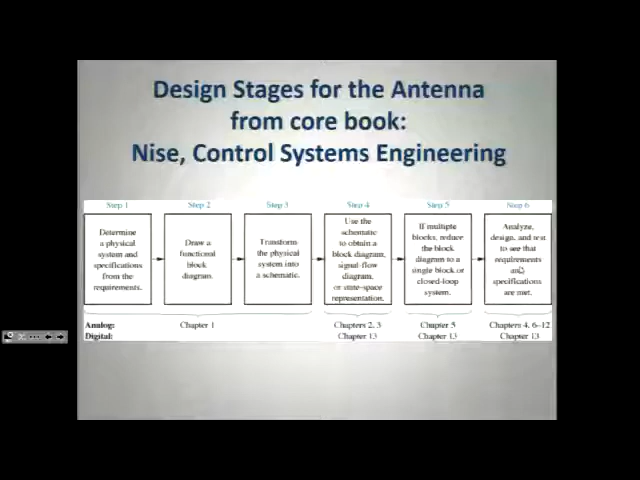 Design Stages for the Antenna
from core book:
Nise, Control Systems Engineering
Step 1
Step 2
Step 3
Step 4
Step 5
Step 6
Determine
a physical
system and
specifications
from the
requirements.
Draw a
functional
block
diagram.
Transform
the physical
system into
a schematic.
Use the
schematic
to obtain a
block diagram,
signal-flow
diagram,
or state-space
representation.
If multiple
blocks, reduce
the block
diagram to a
single block or
closed-loop
system.
Analyze,
design, and test
to see that
requirements
and
specifications
are met.
Analog:
Chapter 1
Chapters 2, 3
Chapter 5
Chapters 4, 6–12
Digital:
Chapter 13
Chapter 13
Chapter 13